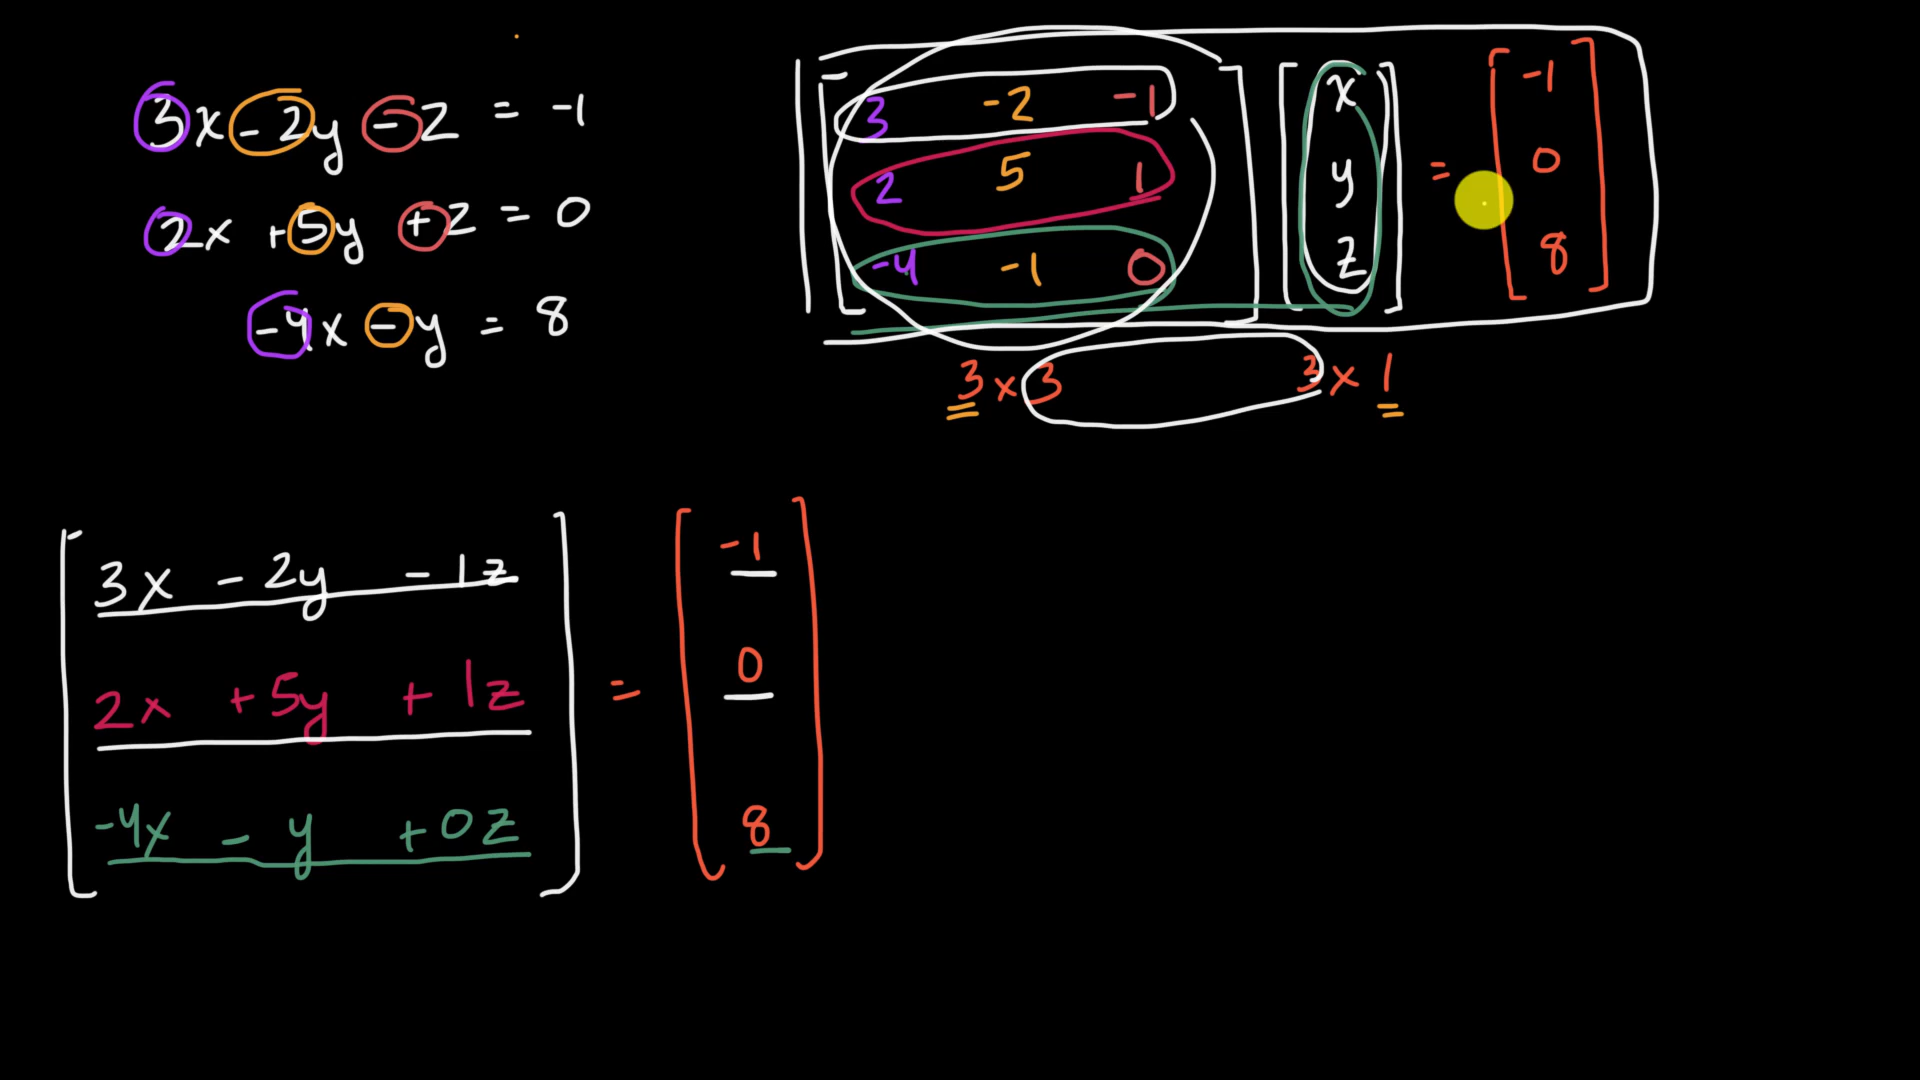 3x - 2y - z = -1
2x + 5y + z = 0
-4x - y = 8
[3 -2 -1] [x] = [-1]
[2 5 1] [y] [0]
[-4 -1 0] [z] [8]
3 x 3 3 x 1
[3x - 2y - 1z] = [-1]
[2x + 5y + 1z] [0]
[-4x - y + 0z] [8]